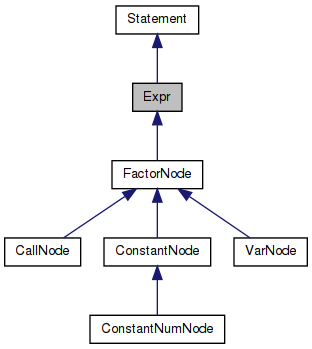 Statement
Expr
FactorNode
CallNode
ConstantNode
VarNode
ConstantNumNode